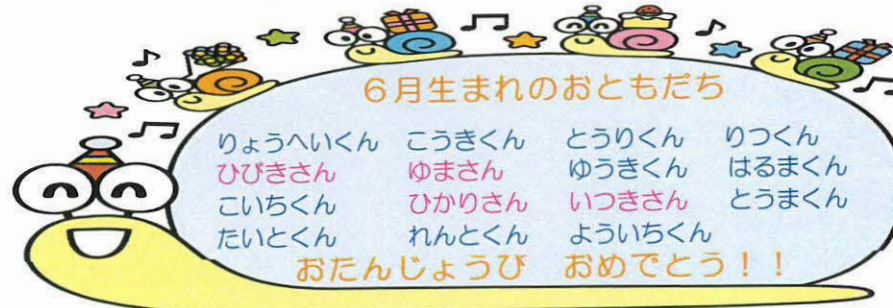 6月生まれのおともだち
りょうへいくん こうきくん とうりくん りつくん
ひびきさん ゆまさん ゆうきくん はるまくん
こいちくん ひかりさん いつきさん とうまくん
たいとくん れんとくん よういちくん
おたんじょうび おめでとう！！